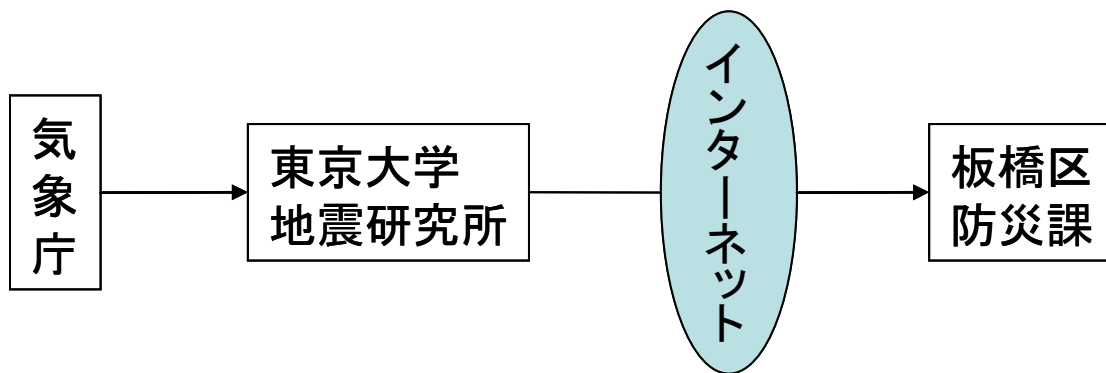 気象庁
東京大学
地震研究所
インターネット
板橋区
防災課